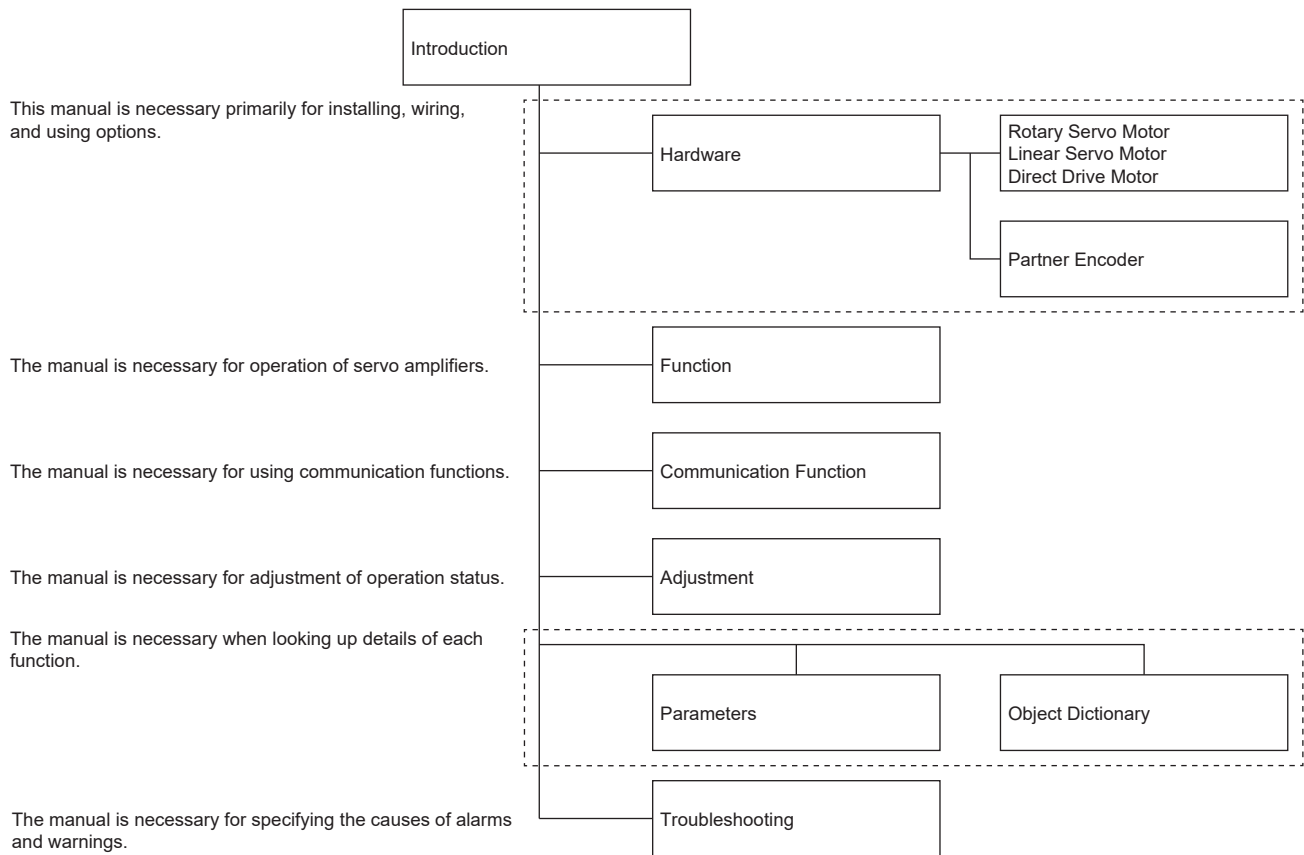 Introduction
This manual is necessary primarily for installing, wiring,
and using options.
Hardware
Rotary Servo Motor
Linear Servo Motor
Direct Drive Motor
Partner Encoder
The manual is necessary for operation of servo amplifiers.
Function
The manual is necessary for using communication functions.
Communication Function
The manual is necessary for adjustment of operation status.
Adjustment
The manual is necessary when looking up details of each
function.
Parameters
Object Dictionary
The manual is necessary for specifying the causes of alarms
and warnings.
Troubleshooting